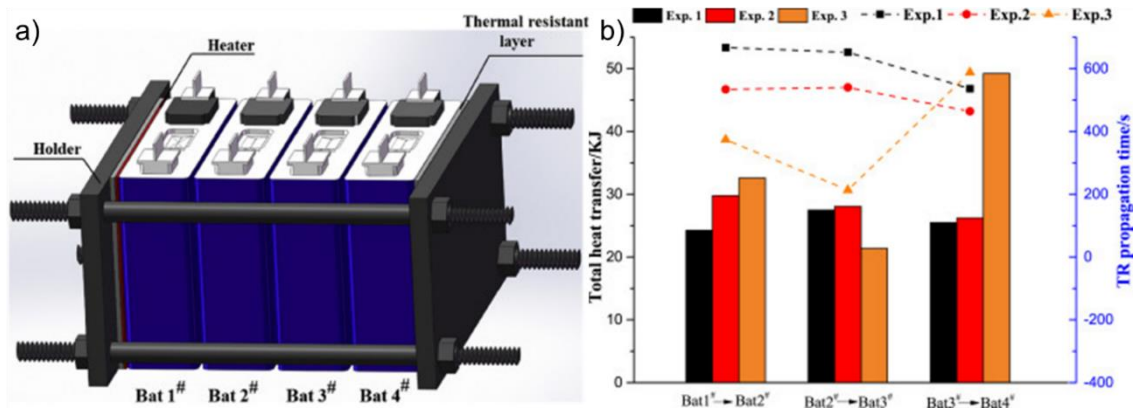 a)
Heater
Thermal resistant
layer
Holder
Bat 1#
Bat 2#
Bat 3#
Bat 4#
b)
Exp. 1
Exp. 2
Exp. 3
Exp.1
Exp.2
Exp.3
Total heat transfer/KJ
50
40
30
20
10
0
TR propagation time/s
600
400
200
0
-200
-400
Bat1#→Bat2#
Bat2#→Bat3#
Bat3#→Bat4#